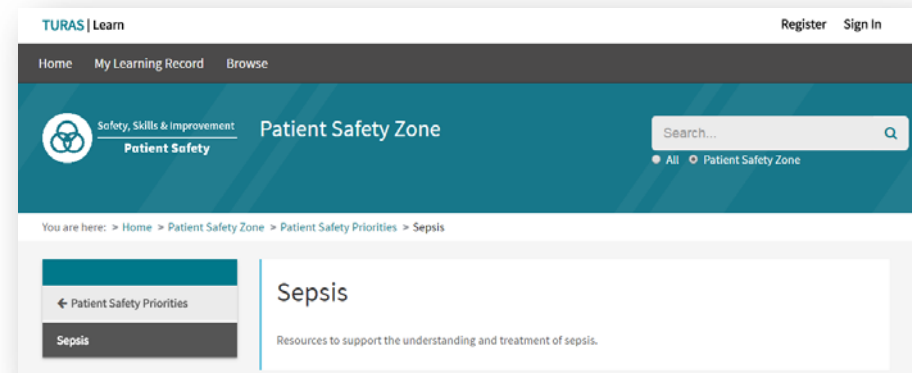 TURAS | Learn
Register Sign In
Home My Learning Record Browse
Safety, Skills & Improvement
Patient Safety
Patient Safety Zone
Search...
All Patient Safety Zone
You are here: > Home > Patient Safety Zone > Patient Safety Priorities > Sepsis
← Patient Safety Priorities
Sepsis
Sepsis
Resources to support the understanding and treatment of sepsis.